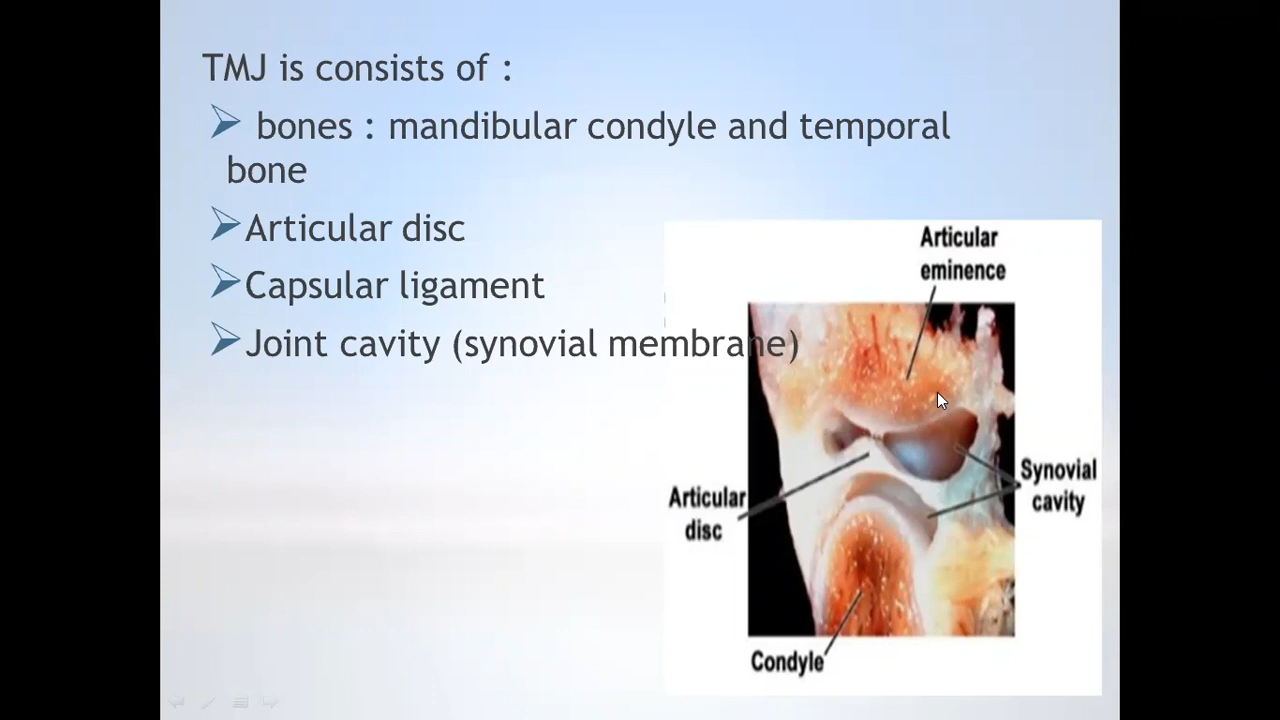 TMJ is consists of :
bones : mandibular condyle and temporal
bone
Articular disc
Capsular ligament
Joint cavity (synovial membrane)
Articular
eminence
Synovial
cavity
Articular
disc
Condyle